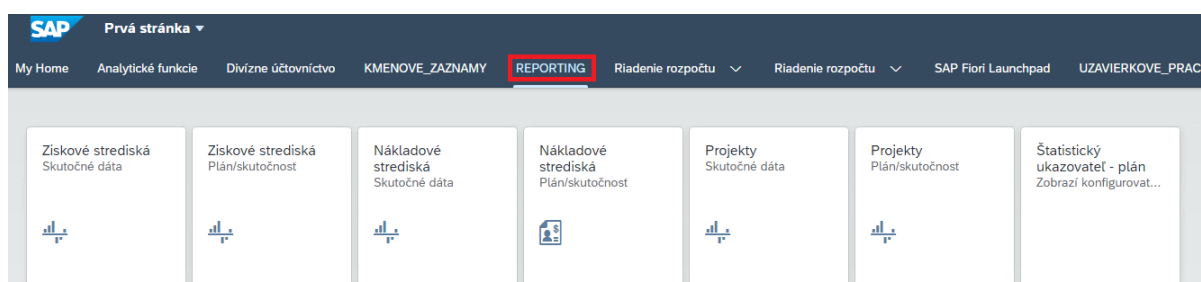 SAP Prvá stránka
My Home Analytické funkcie Divízne účtovníctvo KMENOVE_ZAZNAMY REPORTING Riadenie rozpočtu Riadenie rozpočtu SAP Fiori Launchpad UZAVIERKOVE_PRAC
Ziskové strediská
Skutočné dáta
Ziskové strediská
Plán/skutočnosť
Nákladové
strediská
Skutočné dáta
Nákladové
strediská
Plán/skutočnosť
Projekty
Skutočné dáta
Projekty
Plán/skutočnosť
Štatistický
ukazovateľ - plán
Zobrazí konfigurovat...